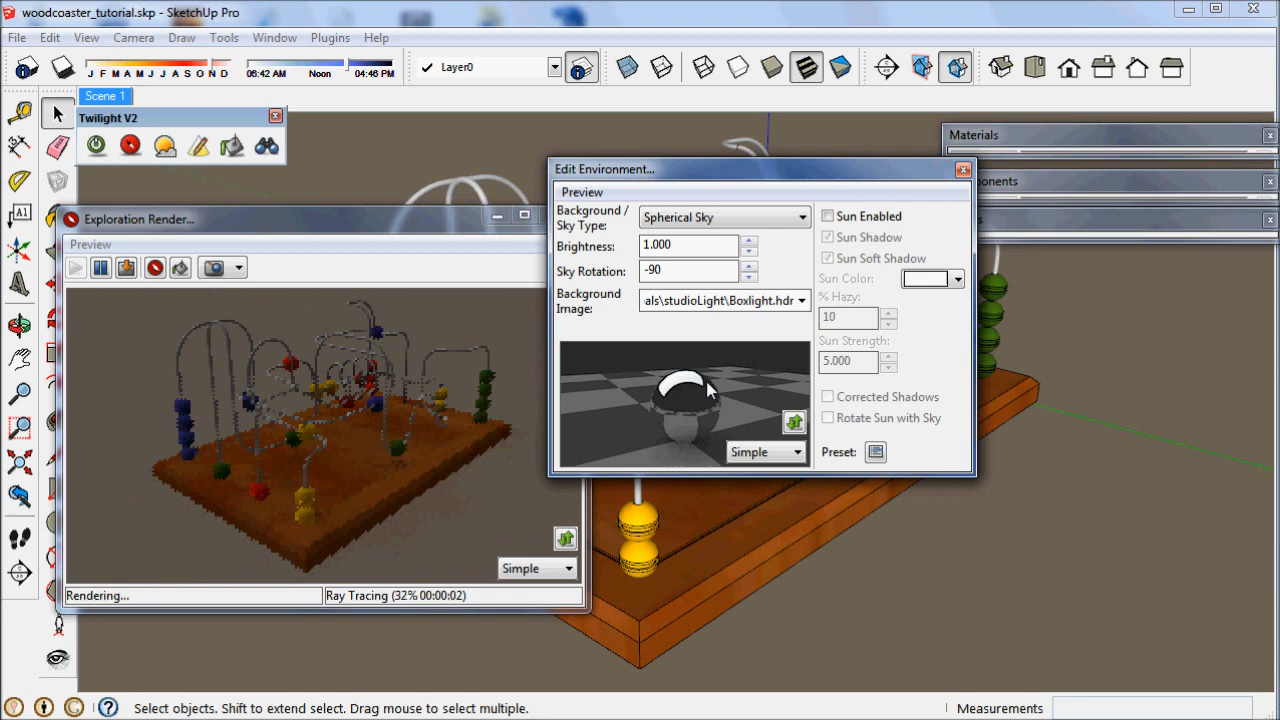 woodcoaster_tutorial.skp - SketchUp Pro
File Edit View Camera Draw Tools Window Plugins Help
J F M A M J J A S O N D
06:42 AM Noon 04:46 PM
Layer0
Scene 1
Twilight V2
Materials
ponents
s
Exploration Render...
Preview
Simple
Rendering...
Ray Tracing (32% 00:00:02)
Edit Environment...
Preview
Background / Sky Type:
Spherical Sky
Brightness:
1.000
Sky Rotation:
-90
Background Image:
als\studioLight\Boxlight.hdr
Simple
Sun Enabled
Sun Shadow
Sun Soft Shadow
Sun Color:
% Hazy:
10
Sun Strength:
5.000
Corrected Shadows
Rotate Sun with Sky
Preset:
A1
Select objects. Shift to extend select. Drag mouse to select multiple.
Measurements